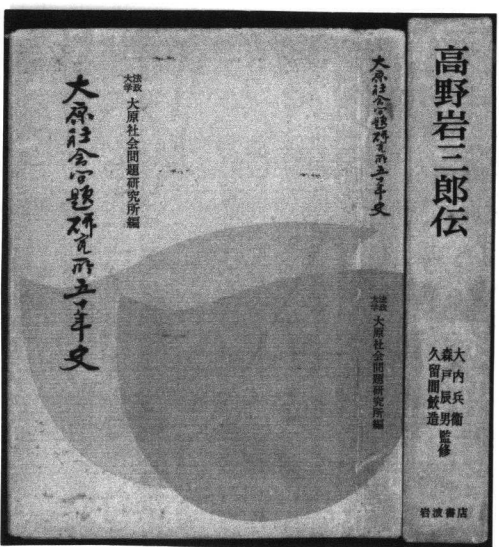 高野岩三郎伝
大内兵衛
森戸辰男監修
久留間鮫造
岩波書店
大原社会問題研究所五十年史
法政
大学 大原社会問題研究所編
法政
大学 大原社会問題研究所編
大原社会問題研究所五十年史